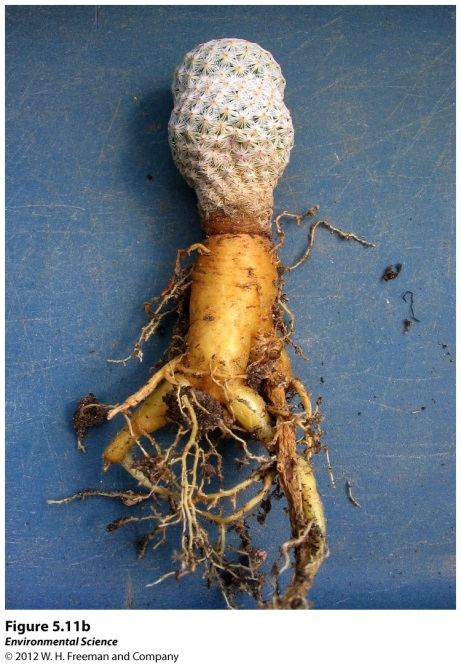 Figure 5.11b
Environmental Science
© 2012 W. H. Freeman and Company